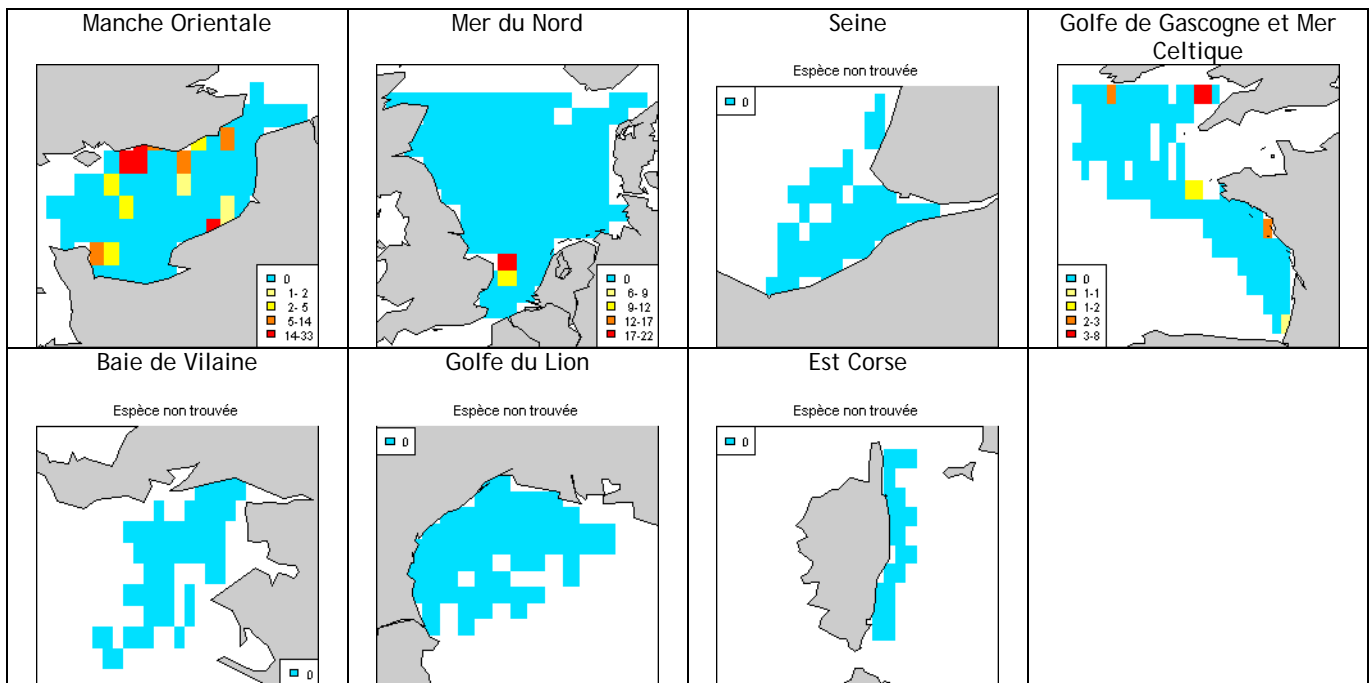 Manche Orientale
0
1- 2
2- 5
5-14
14-33
Mer du Nord
0
6- 9
9-12
12-17
17-22
Seine
Espèce non trouvée
0
Golfe de Gascogne et Mer
Celtique
0
1-1
1-2
2-3
3-8
Baie de Vilaine
Espèce non trouvée
0
Golfe du Lion
Espèce non trouvée
0
Est Corse
Espèce non trouvée
0